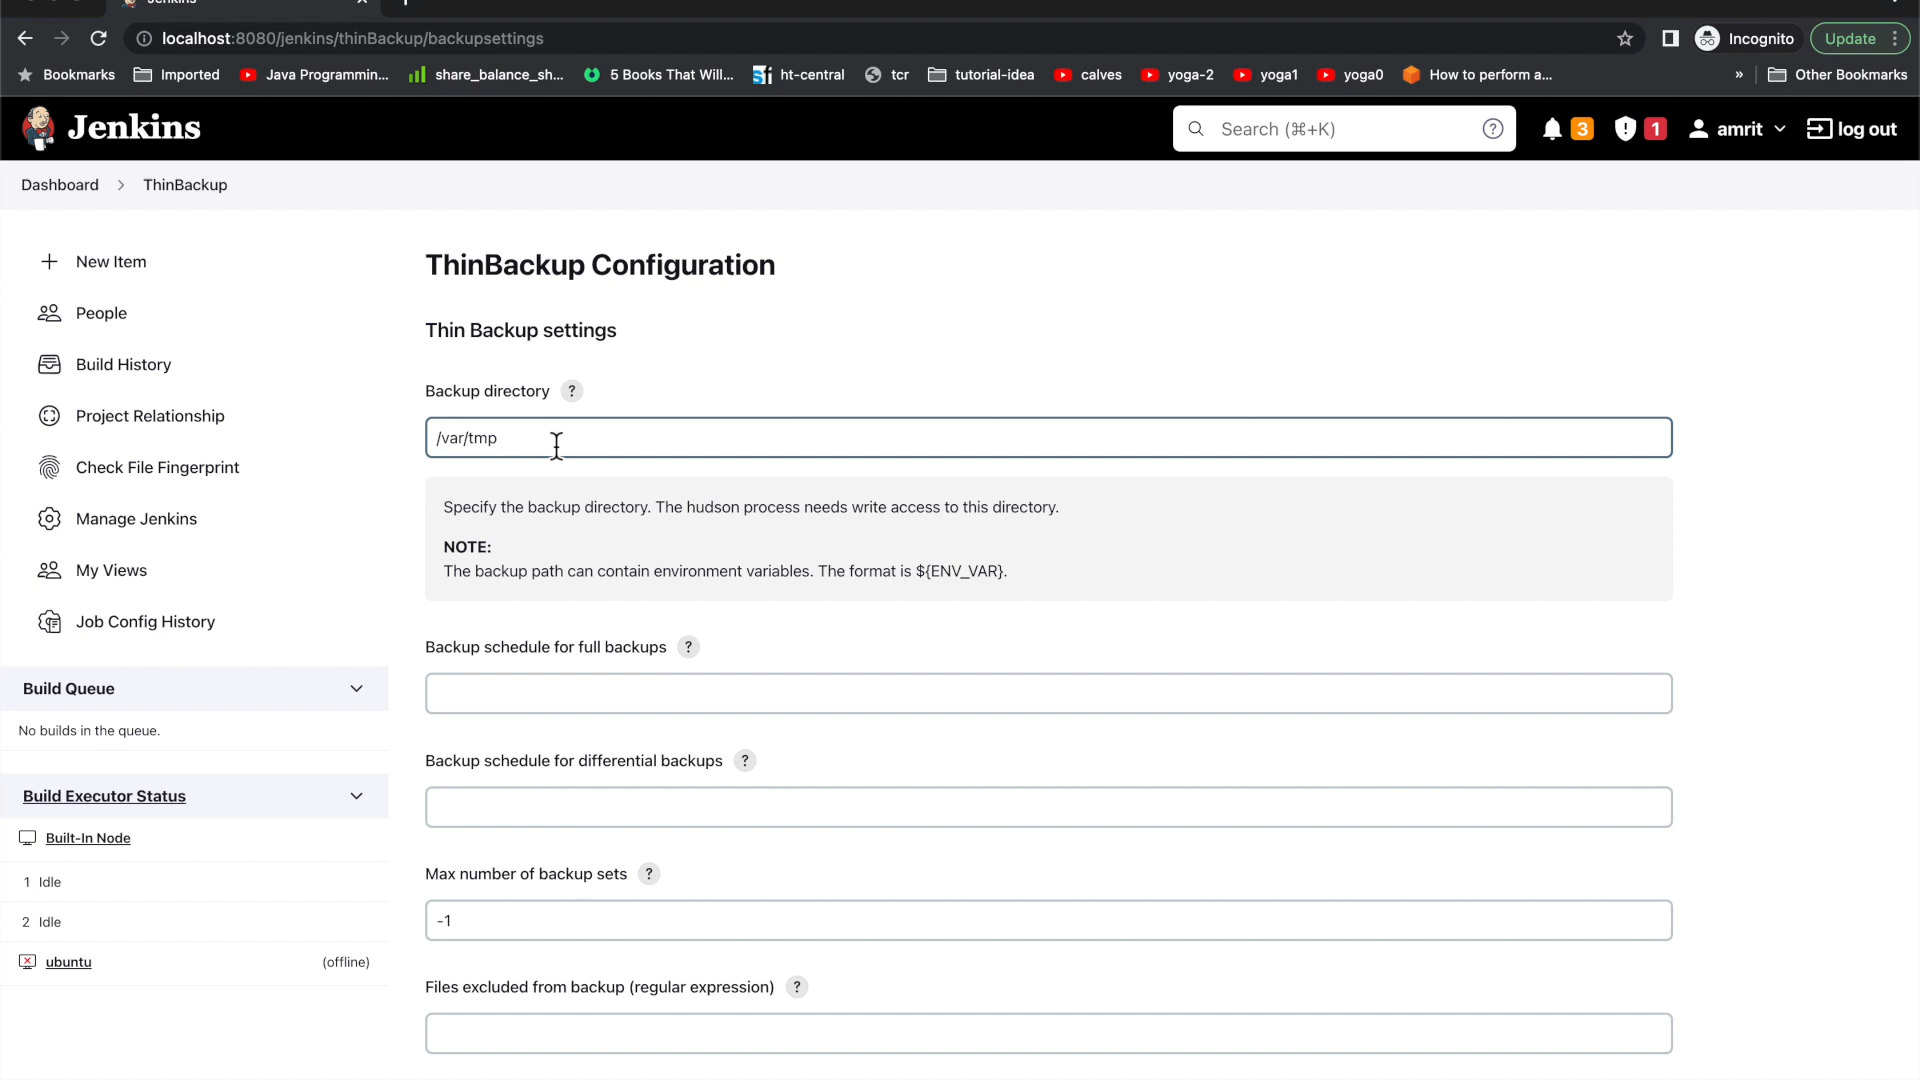 Jenkins
localhost:8080/jenkins/thinBackup/backupsettings
Incognito
Update
Bookmarks
Imported
Java Programmin...
share_balance_sh...
5 Books That Will...
ht-central
tcr
tutorial-idea
calves
yoga-2
yoga1
yoga0
How to perform a...
»
Other Bookmarks
Jenkins
Search (⌘+K)
?
3
1
amrit
log out
Dashboard
ThinBackup
New Item
People
Build History
Project Relationship
Check File Fingerprint
Manage Jenkins
My Views
Job Config History
Build Queue
No builds in the queue.
Build Executor Status
Built-In Node
1 Idle
2 Idle
ubuntu (offline)
ThinBackup Configuration
Thin Backup settings
Backup directory ?
/var/tmp
Specify the backup directory. The hudson process needs write access to this directory.
NOTE:
The backup path can contain environment variables. The format is ${ENV_VAR}.
Backup schedule for full backups ?
Backup schedule for differential backups ?
Max number of backup sets ?
-1
Files excluded from backup (regular expression) ?